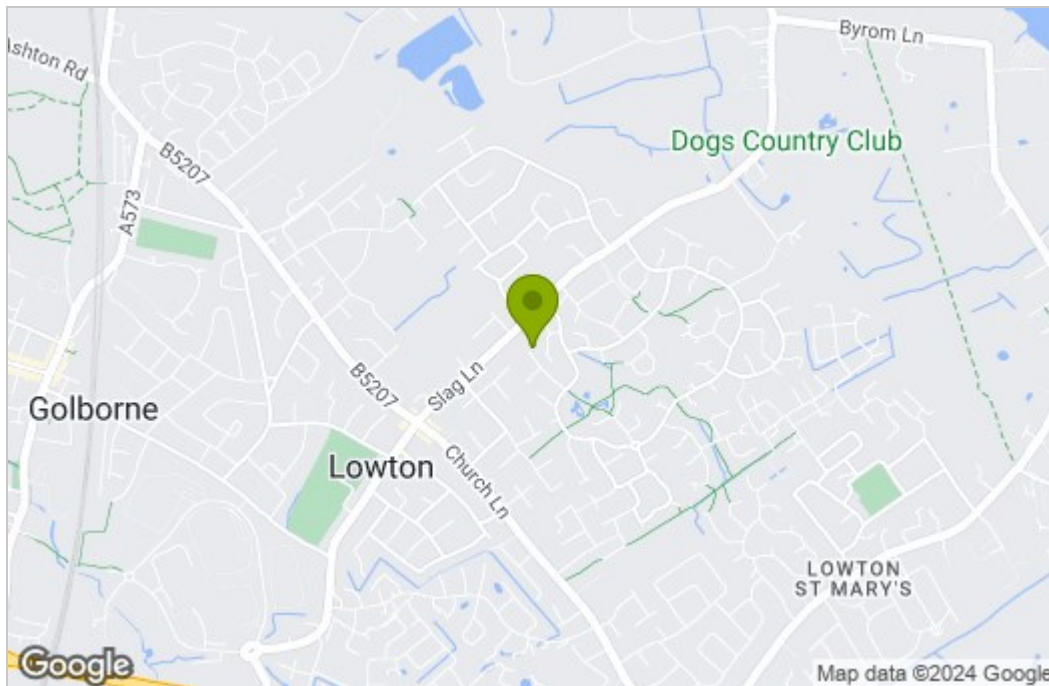 Byrom Ln
Ashton Rd
Dogs Country Club
B5207
A573
Slag Ln
B5207
Golborne
Lowton
Church Ln
LOWTON
ST MARY'S
Google
Map data ©2024 Google